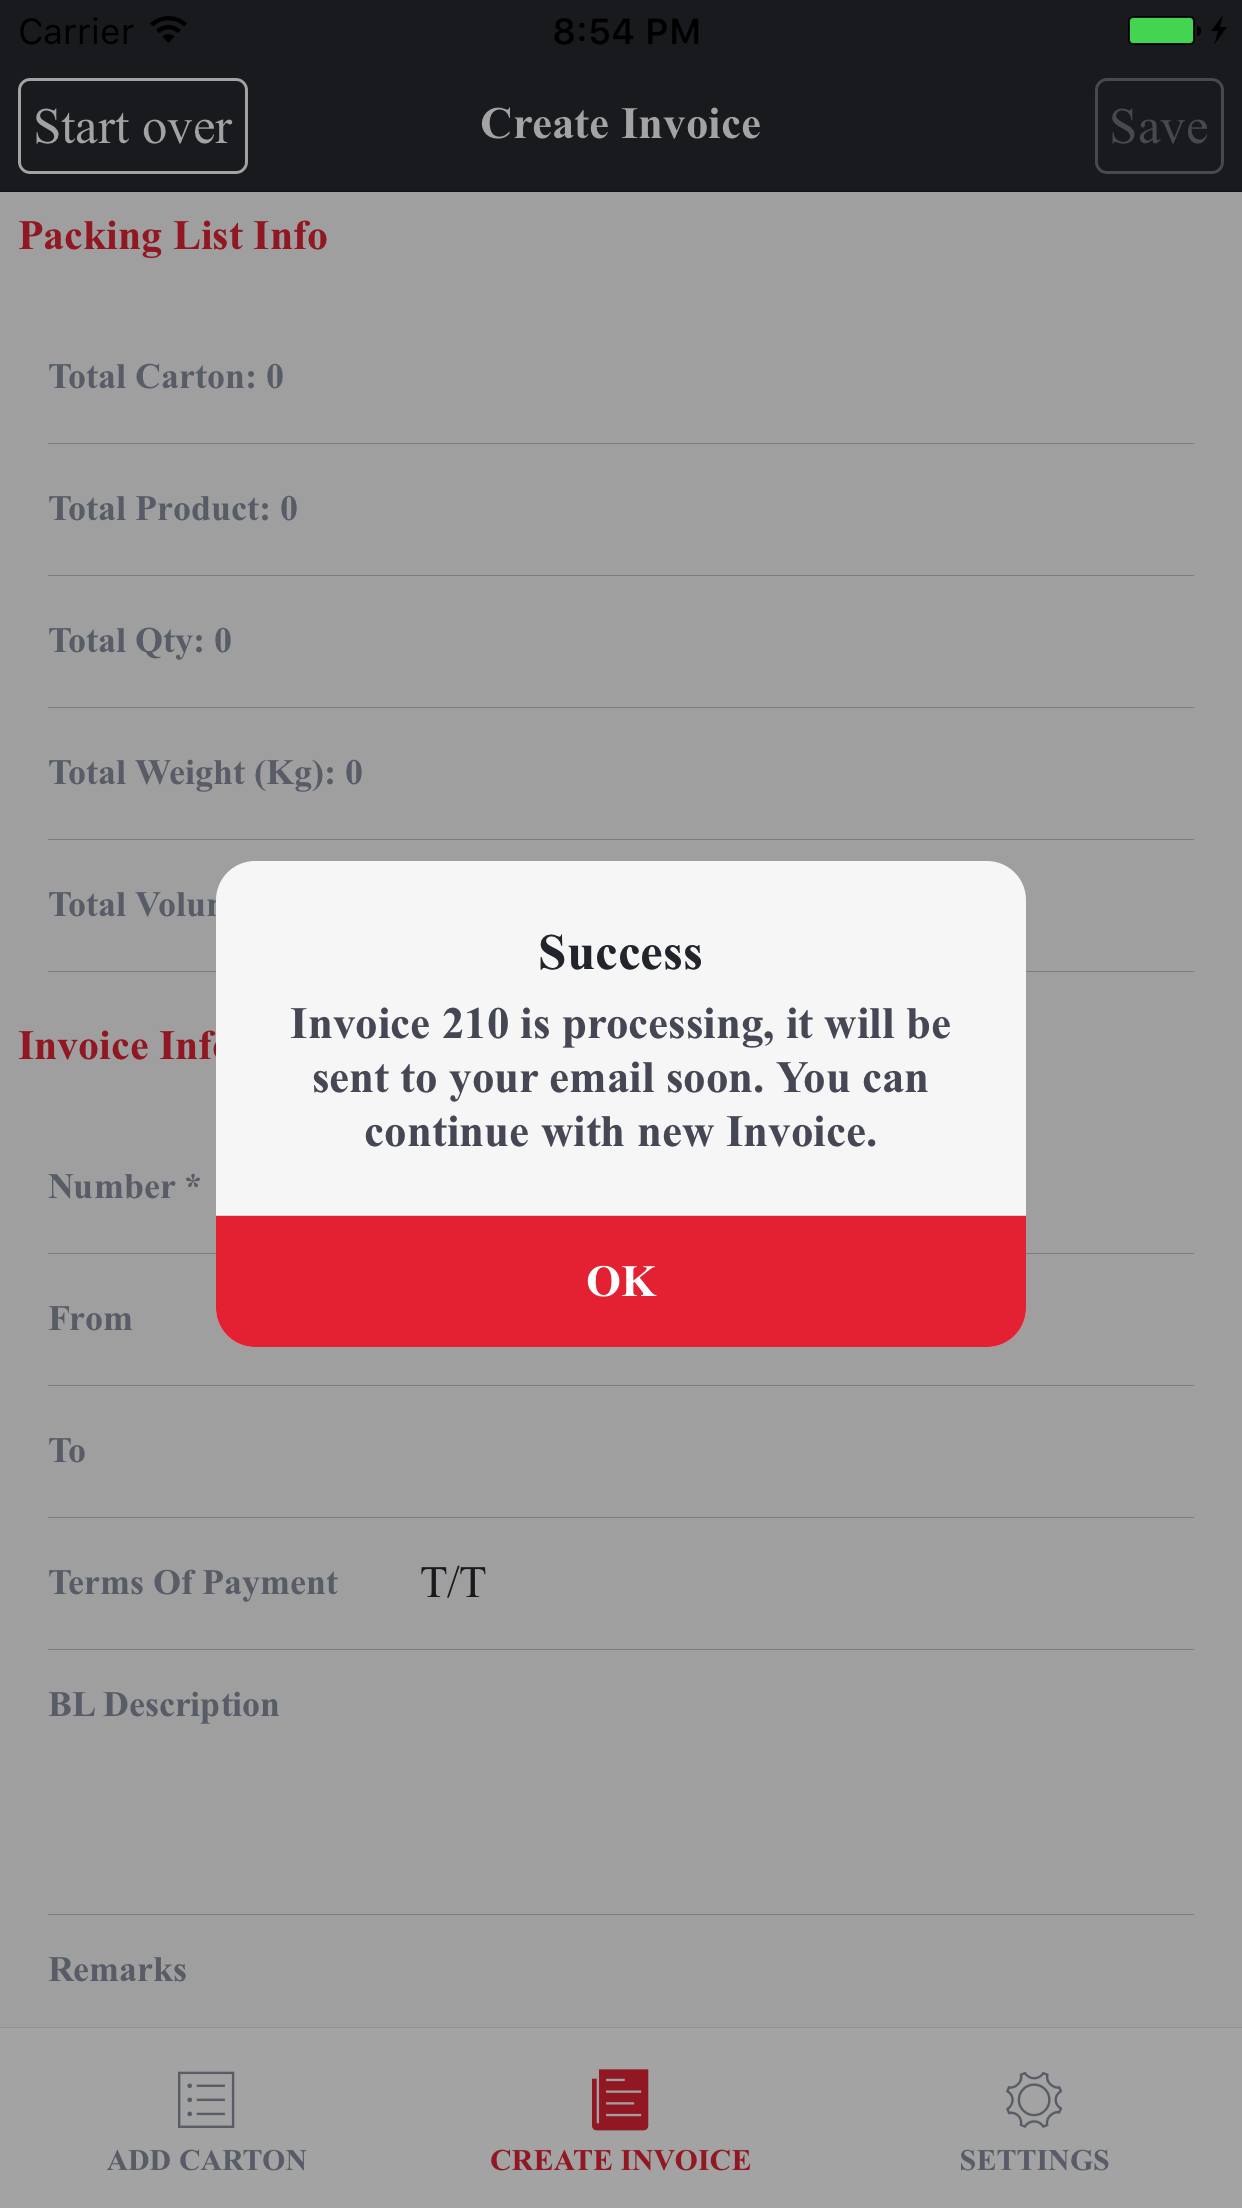 Carrier 8:54 PM
Start over Create Invoice Save
Packing List Info
Total Carton: 0
Total Product: 0
Total Qty: 0
Total Weight (Kg): 0
Total
Success
Invoice 210 is processing, it will be
sent to your email soon. You can
continue with new Invoice.
OK
Invoice
Number *
From
To
Terms Of Payment T/T
BL Description
Remarks
ADD CARTON CREATE INVOICE SETTINGS